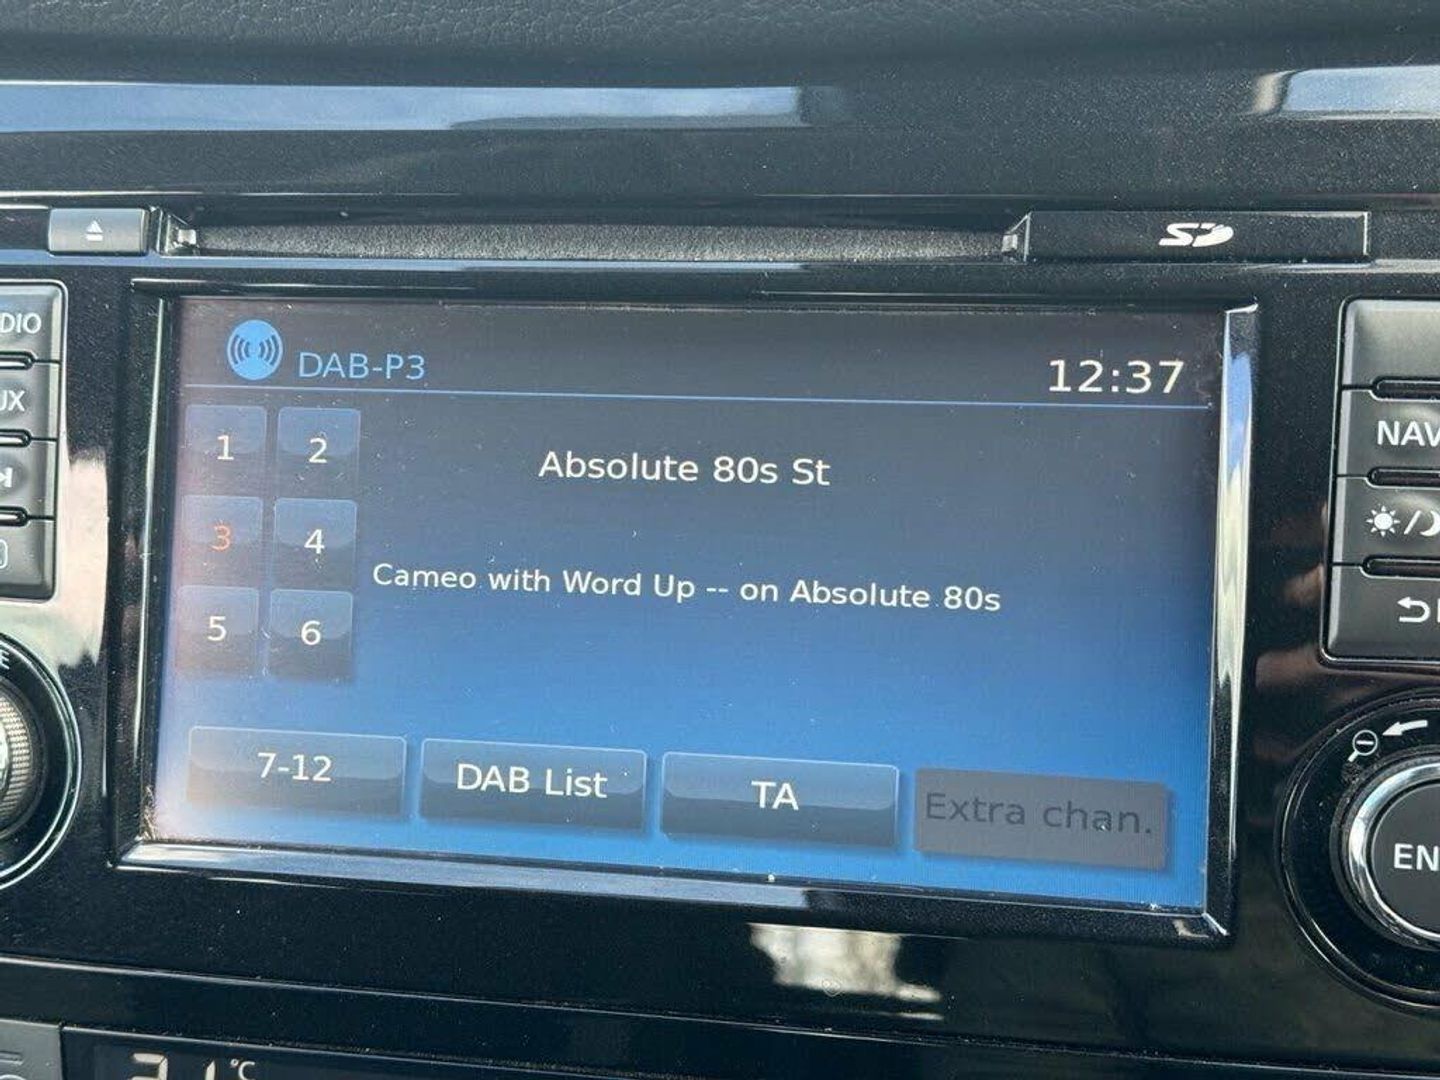 SD
DIO
UX
DAB-P3
12:37
1
2
Absolute 80s St
3
4
Cameo with Word Up -- on Absolute 80s
5
6
7-12
DAB List
TA
Extra chan.
NAV
EN
°C